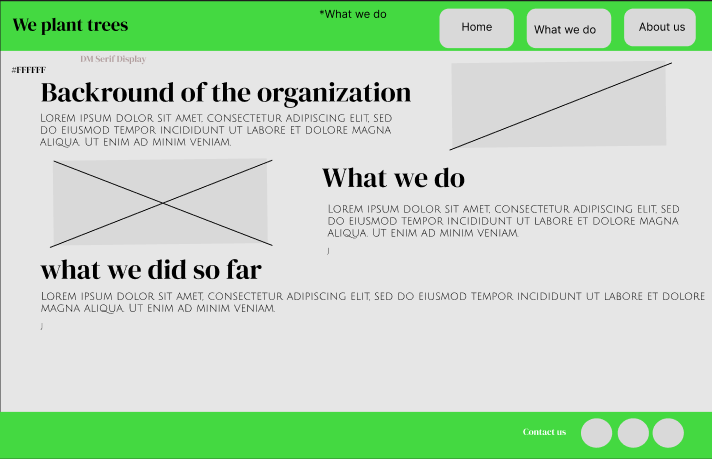 *What we do
We plant trees
Home
What we do
About us
DM Serif Display
#FFFFFF
Backround of the organization
Lorem ipsum dolor sit amet, consectetur adipiscing elit, sed
do eiusmod tempor incididunt ut labore et dolore magna
aliqua. Ut enim ad minim veniam.
What we do
Lorem ipsum dolor sit amet, consectetur adipiscing elit, sed
do eiusmod tempor incididunt ut labore et dolore magna
aliqua. Ut enim ad minim veniam.
J
what we did so far
Lorem ipsum dolor sit amet, consectetur adipiscing elit, sed do eiusmod tempor incididunt ut labore et dolore
magna aliqua. Ut enim ad minim veniam.
J
Contact us